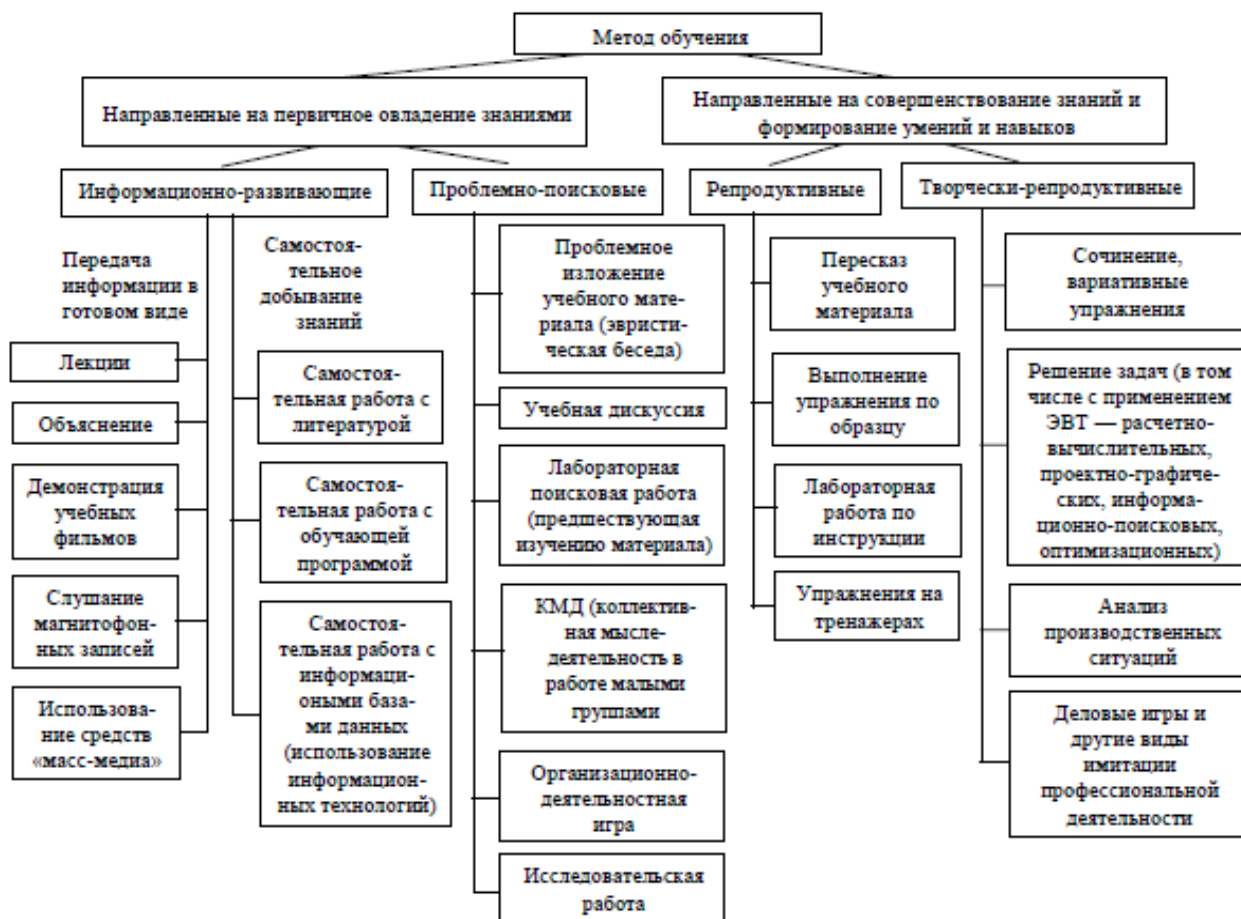 Метод обучения
Направленные на первичное овладение знаниями
Направленные на совершенствование знаний и
формирование умений и навыков
Информационно-развивающие
Проблемно-поисковые
Репродуктивные
Творчески-репродуктивные
Передача
информации в
готовом виде
Лекции
Объяснение
Демонстрация
учебных
фильмов
Слушание
магнитофон-
ных записей
Использова-
ние средств
«масс-медиа»
Самостоя-
тельное
добывание
знаний
Самостоя-
тельная работа с
литературой
Самостоя-
тельная работа с
обучающей
программой
Самостоя-
тельная работа с
информаци-
оными база-
ми данных
(использование
информацион-
ных технологий)
Проблемное
изложение
учебного мате-
риала (эвристи-
ческая беседа)
Учебная дискуссия
Лабораторная
поисковая работа
(предшествующая
изучению материала)
КМД (коллектив-
ная мысле-
деятельность в
работе малыми
группами
Организационно-
деятельностная
игра
Исследовательская
работа
Пересказ
учебного
материала
Выполнение
упражнения по
образцу
Лабораторная
работа по
инструкции
Упражнения на
тренажерах
Сочинение,
вариативные
упражнения
Решение задач (в том
числе с применением
ЭВТ — расчетно-
вычислительных,
проектно-графиче-
ских, информа-
ционно-поисковых,
оптимизационных)
Анализ
производственных
ситуаций
Деловые игры и
другие виды
имитации
профессиональной
деятельности